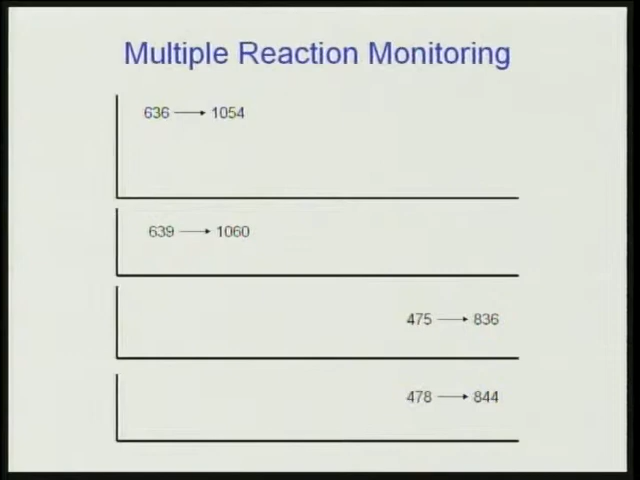 Multiple Reaction Monitoring
636 → 1054
639 → 1060
475 → 836
478 → 844